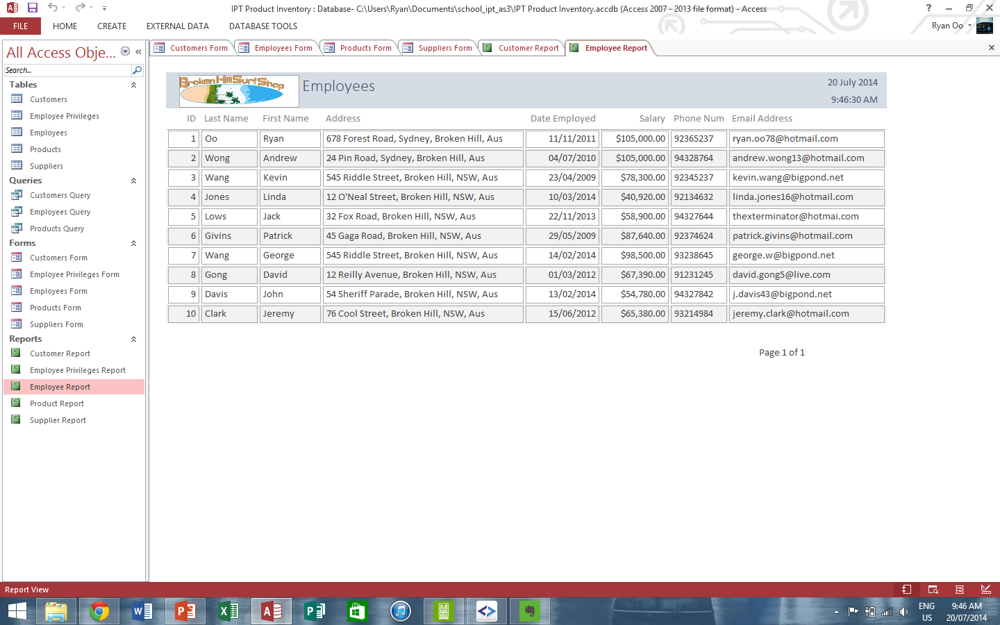 IPT Product Inventory : Database- C:\Users\Ryan\Documents\school_ipt_as3\IPT Product Inventory.accdb (Access 2007 - 2013 file format) - Access
FILE HOME CREATE EXTERNAL DATA DATABASE TOOLS Ryan Oo
All Access Obje...
Search...
Tables
Customers
Employee Privileges
Employees
Products
Suppliers
Queries
Customers Query
Employees Query
Products Query
Forms
Customers Form
Employee Privileges Form
Employees Form
Products Form
Suppliers Form
Reports
Customer Report
Employee Privileges Report
Employee Report
Product Report
Supplier Report
Customers Form Employees Form Products Form Suppliers Form Customer Report Employee Report
Broken Hill Surf Shop
Employees
20 July 2014
9:46:30 AM
ID Last Name First Name Address Date Employed Salary Phone Num Email Address
1 Oo Ryan 678 Forest Road, Sydney, Broken Hill, Aus 11/11/2011 $105,000.00 92365237 ryan.oo78@hotmail.com
2 Wong Andrew 24 Pin Road, Sydney, Broken Hill, Aus 04/07/2010 $105,000.00 94328764 andrew.wong13@hotmail.com
3 Wang Kevin 545 Riddle Street, Broken Hill, NSW, Aus 23/04/2009 $78,300.00 92345237 kevin.wang@bigpond.net
4 Jones Linda 12 O'Neal Street, Broken Hill, NSW, Aus 10/03/2014 $40,920.00 92134632 linda.jones16@hotmail.com
5 Lows Jack 32 Fox Road, Broken Hill, NSW, Aus 22/11/2013 $58,900.00 94327644 thexterminator@hotmai.com
6 Givins Patrick 45 Gaga Road, Broken Hill, NSW, Aus 29/05/2009 $87,640.00 92374624 patrick.givins@hotmail.com
7 Wang George 545 Riddle Street, Broken Hill, NSW, Aus 14/02/2014 $98,500.00 93238645 george.w@bigpond.net
8 Gong David 12 Reilly Avenue, Broken Hill, NSW, Aus 01/03/2012 $67,390.00 91231245 david.gong5@live.com
9 Davis John 54 Sheriff Parade, Broken Hill, NSW, Aus 13/02/2014 $54,780.00 94327842 j.davis43@bigpond.net
10 Clark Jeremy 76 Cool Street, Broken Hill, NSW, Aus 15/06/2012 $65,380.00 93214984 jeremy.clark@hotmail.com
Page 1 of 1
Report View
ENG 9:46 AM
US 20/07/2014